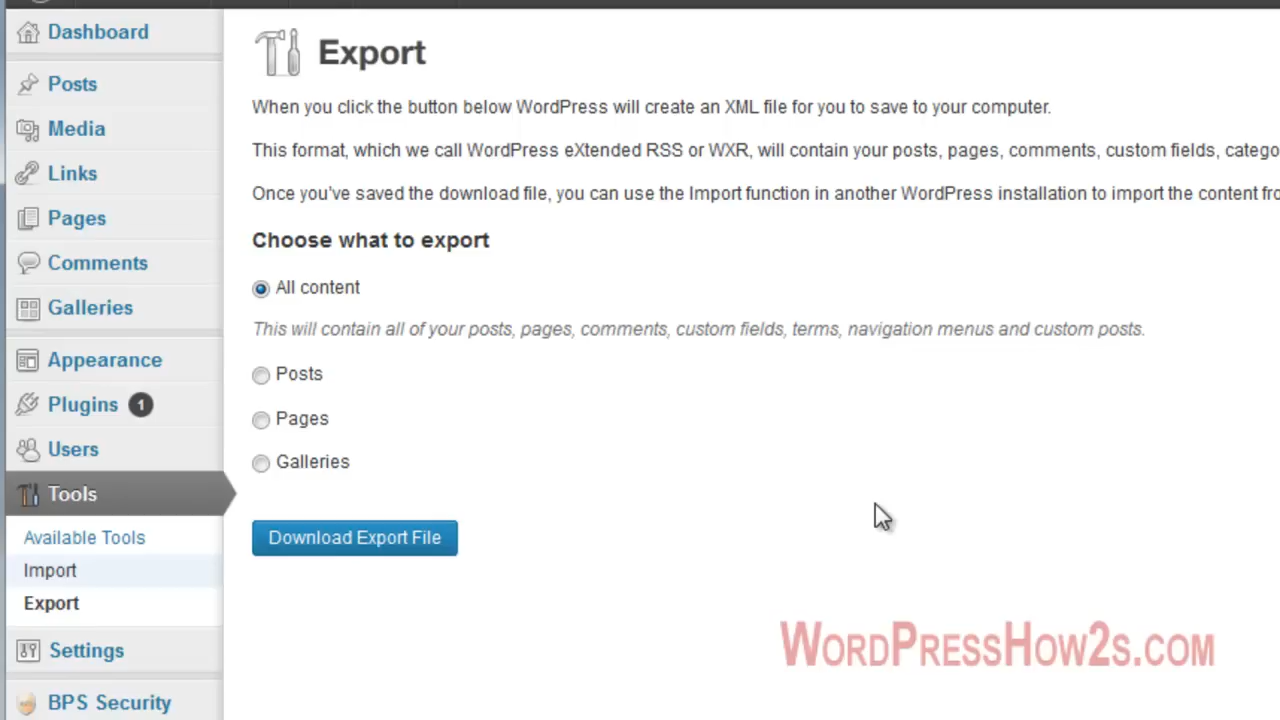 Dashboard
Posts
Media
Links
Pages
Comments
Galleries
Appearance
Plugins 1
Users
Tools
Available Tools
Import
Export
Settings
BPS Security
Export
When you click the button below WordPress will create an XML file for you to save to your computer.
This format, which we call WordPress eXtended RSS or WXR, will contain your posts, pages, comments, custom fields, catego
Once you've saved the download file, you can use the Import function in another WordPress installation to import the content fro
Choose what to export
All content
This will contain all of your posts, pages, comments, custom fields, terms, navigation menus and custom posts.
Posts
Pages
Galleries
Download Export File
WordPressHow2s.com